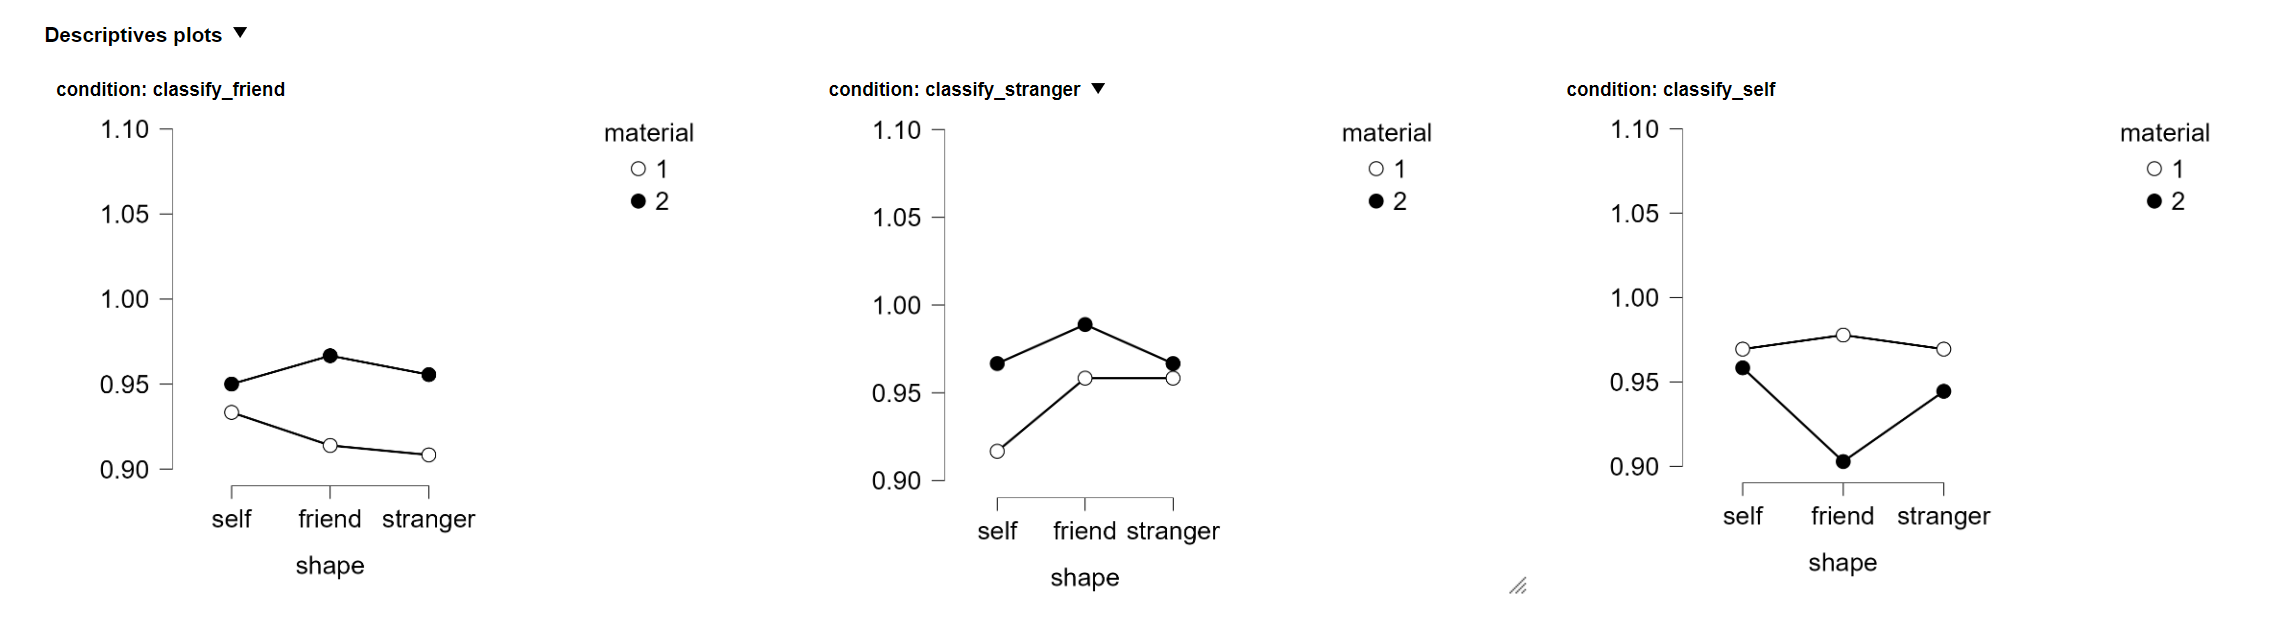 Descriptives plots ▼
condition: classify_friend
1.10
1.05
1.00
0.95
0.90
self friend stranger
shape
material
1
2
condition: classify_stranger ▼
1.10
1.05
1.00
0.95
0.90
self friend stranger
shape
material
1
2
condition: classify_self
1.10
1.05
1.00
0.95
0.90
self friend stranger
shape
material
1
2